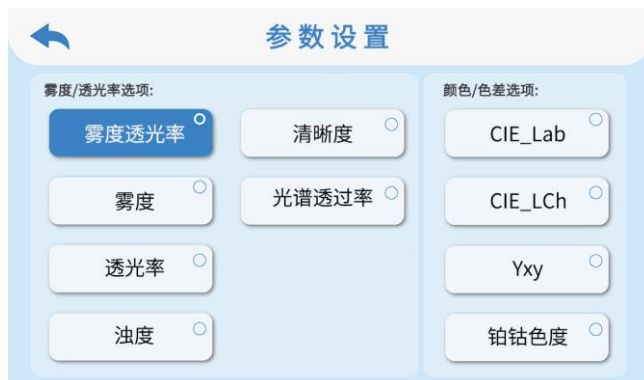 参数设置
雾度/透光率选项:
雾度透光率
清晰度
雾度
光谱透过率
透光率
浊度
颜色/色差选项:
CIE_Lab
CIE_LCh
Yxy
铂钴色度